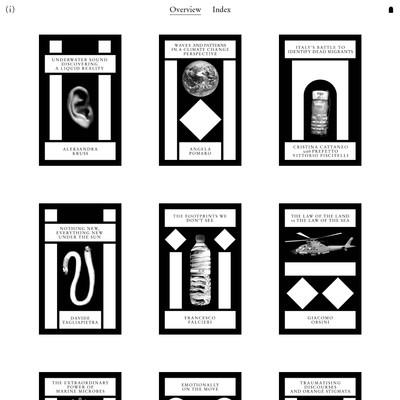 (i)
Overview Index
UNDERWATER SOUND
DISCOVERING
A LIQUID REALITY
ALEKSANDRA
KRUSS
WAVES AND PATTERNS
IN A CLIMATE CHANGE
PERSPECTIVE
ANGELA
POMARO
ITALY'S BATTLE TO
IDENTIFY DEAD MIGRANTS
CRISTINA CATTANEO
with PREFETTO
VITTORIO PISCITELLI
NOTHING NEW,
EVERYTHING NEW
UNDER THE SUN
DAVIDE
TAGLIAPIETRA
THE FOOTPRINTS WE
DON'T SEE
FRANCESCO
FALCIERI
THE LAW OF THE LAND
vs THE LAW OF THE SEA
GIACOMO
ORSINI
THE EXTRAORDINARY
POWER OF
MARINE MICROBES
EMOTIONALLY
ON THE MOVE
TRAUMATISING
DISCOURSES
AND ORANGE STIGMATA